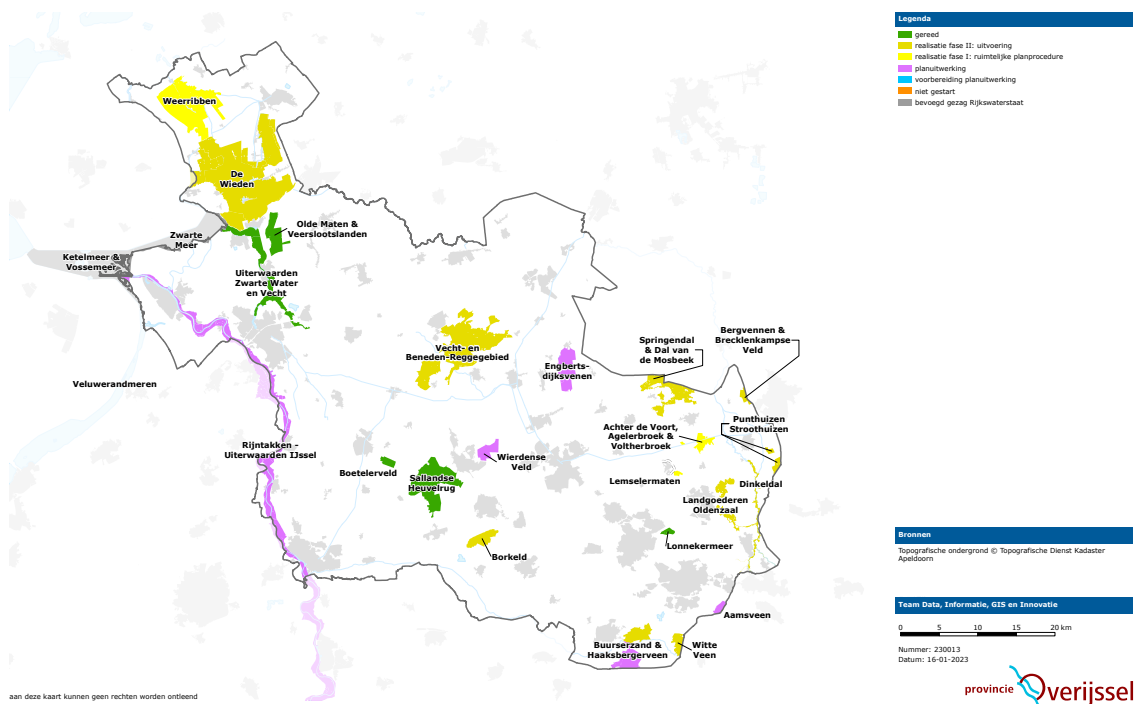 Legenda
gereed
realisatie fase II: uitvoering
realisatie fase I: ruimtelijke planprocedure
planuitwerking
voorbereiding planuitwerking
niet gestart
bevoegd gezag Rijkswaterstaat
Weerribben
De
Wieden
Olde Maten &
Veerslootslanden
Zwarte
Meer
Ketelmeer &
Vossemeer
Uiterwaarden
Zwarte Water
en Vecht
Vecht- en
Beneden-Reggegebied
Engberts-
dijksvenen
Springendal
& Dal van
de Mosbeek
Bergvennen &
Brecklenkampse
Veld
Veluwerandmeren
Punthuizen
Stroothuizen
Achter de Voort,
Agelerbroek &
Voltherbroek
Rijntakken -
Uiterwaarden IJssel
Wierdense
Veld
Boetelerveld
Sallandse
Heuvelrug
Lemselermaten
Dinkeldal
Landgoederen
Oldenzaal
Borkeld
Lonnekermeer
Aamsveen
Buurserzand &
Haaksbergerveen
Witte
Veen
Bronnen
Topografische ondergrond © Topografische Dienst Kadaster
Apeldoorn
Team Data, Informatie, GIS en Innovatie
0 5 10 15 20 km
Nummer: 230013
Datum: 16-01-2023
provincie Overijssel
aan deze kaart kunnen geen rechten worden ontleend